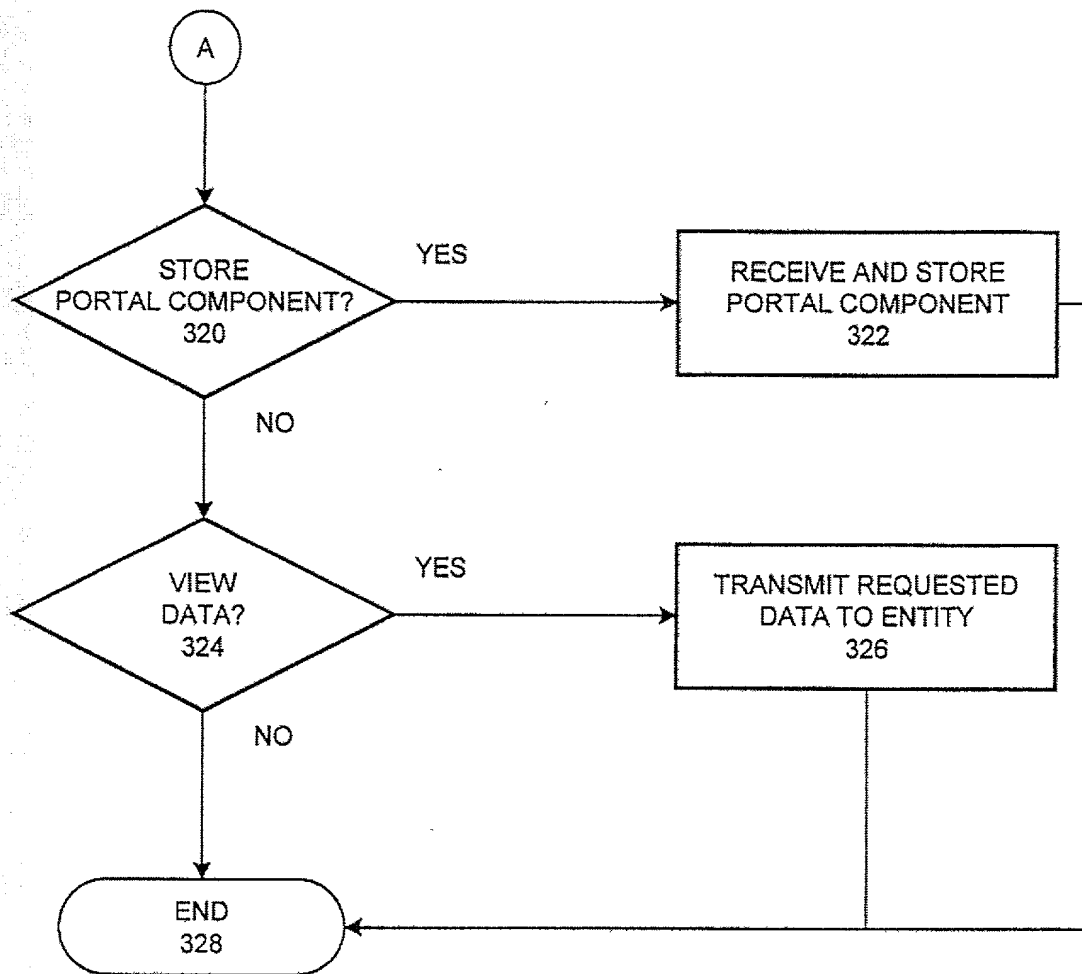 A
STORE
PORTAL COMPONENT?
320
YES
RECEIVE AND STORE
PORTAL COMPONENT
322
NO
VIEW
DATA?
324
YES
TRANSMIT REQUESTED
DATA TO ENTITY
326
NO
END
328